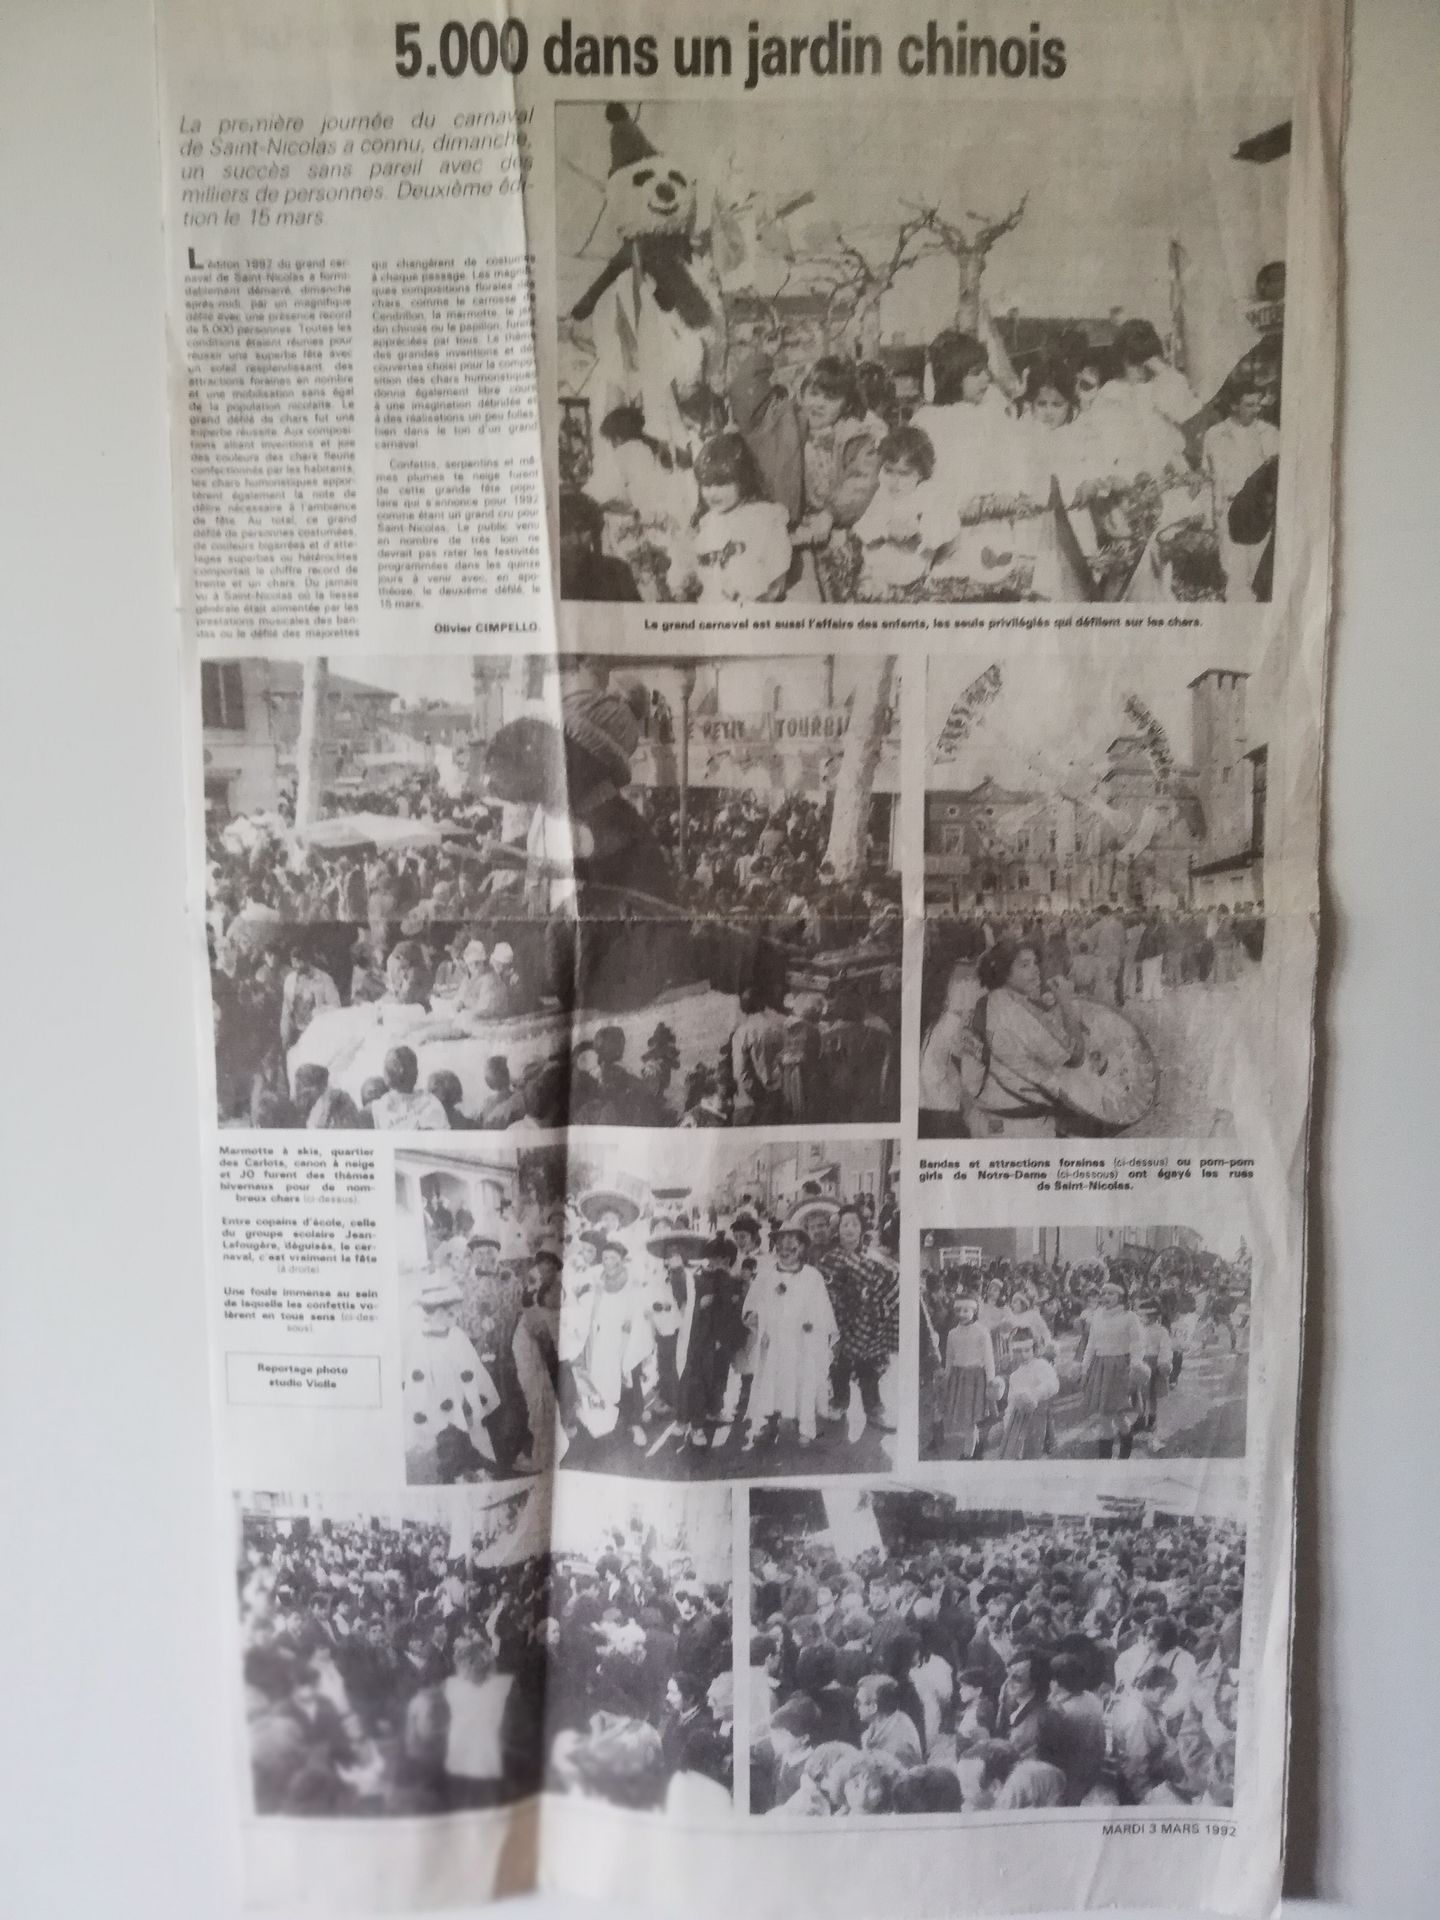 5.000 dans un jardin chinois
La première journée du carnaval
de Saint-Nicolas a connu, dimanche,
un succès sans pareil avec des
milliers de personnes. Deuxième édi-
tion le 15 mars.
L'édition 1992 du grand car-
naval de Saint-Nicolas a formi-
dablement démarré, dimanche
après-midi, par un magnifique
défilé avec une présence record
de 5.000 personnes. Toutes les
conditions étaient réunies pour
réussir une superbe fête avec
un soleil resplendissant, des
attractions foraines en nombre
et une mobilisation sans égal
de la population nicolaïte. Le
grand défilé de chars fut une
superbe réussite. Aux composi-
tions alliant inventions et joie
des couleurs des chars fleuris
confectionnés par les habitants,
les chars humoristiques appor-
tèrent également la note de
délire nécessaire à l'ambiance
de fête. Au total, ce grand
défilé de personnes costumées,
de couleurs bigarrées et d'atte-
lages superbes ou hétéroclites
comportait le chiffre record de
trente et un chars. Du jamais
vu à Saint-Nicolas où la liesse
générale était alimentée par les
prestations musicales des ban-
das ou le défilé des majorettes
qui changèrent de costumes
à chaque passage. Les magnifi-
ques compositions florales des
chars, comme le carrosse de
Cendrillon, la marmotte, le jar-
din chinois ou le papillon, furent
appréciées par tous. Le thème
des grandes inventions et dé-
couvertes choisi pour la compo-
sition des chars humoristiques
donna également libre cours
à une imagination débridée et
à des réalisations un peu folles,
bien dans le ton d'un grand
carnaval.
Confettis, serpentins et mê-
mes plumes te neige furent
de cette grande fête popu-
laire qui s'annonce pour 1992
comme étant un grand cru pour
Saint-Nicolas. Le public venu
en nombre de très loin ne
devrait pas rater les festivités
programmées dans les quinze
jours à venir avec, en apo-
théose, le deuxième défilé, le
15 mars.
Olivier CIMPELLO.
Le grand carnaval est aussi l'affaire des enfants, les seuls privilégiés qui défilent sur les chars.
PETIT TOURBI
Marmotte à skis, quartier
des Carlots, canon à neige
et JO furent des thèmes
hivernaux pour de nom-
breux chars (ci-dessus).
Entre copains d'école, celle
du groupe scolaire Jean-
Lafougère, déguisés, le car-
naval, c'est vraiment la fête
(à droite)
Une foule immense au sein
de laquelle les confettis vo-
lèrent en tous sens (ci-des-
sous).
Reportage photo
studio Vialle
Bandas et attractions foraines (ci-dessus) ou pom-pom
girls de Notre-Dame (ci-dessous) ont égayé les rues
de Saint-Nicolas.
MARDI 3 MARS 1992